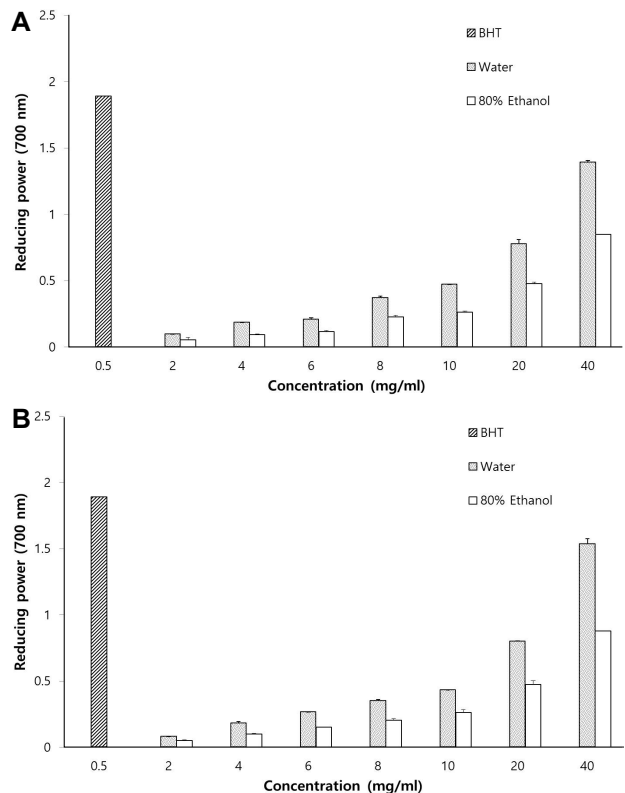 A
2.5
BHT
2
Water
80% Ethanol
1.5
Reducing power (700 nm)
1
0.5
0
0.5 2 4 6 8 10 20 40
Concentration (mg/ml)
B
2.5
BHT
2
Water
80% Ethanol
1.5
Reducing power (700 nm)
1
0.5
0
0.5 2 4 6 8 10 20 40
Concentration (mg/ml)